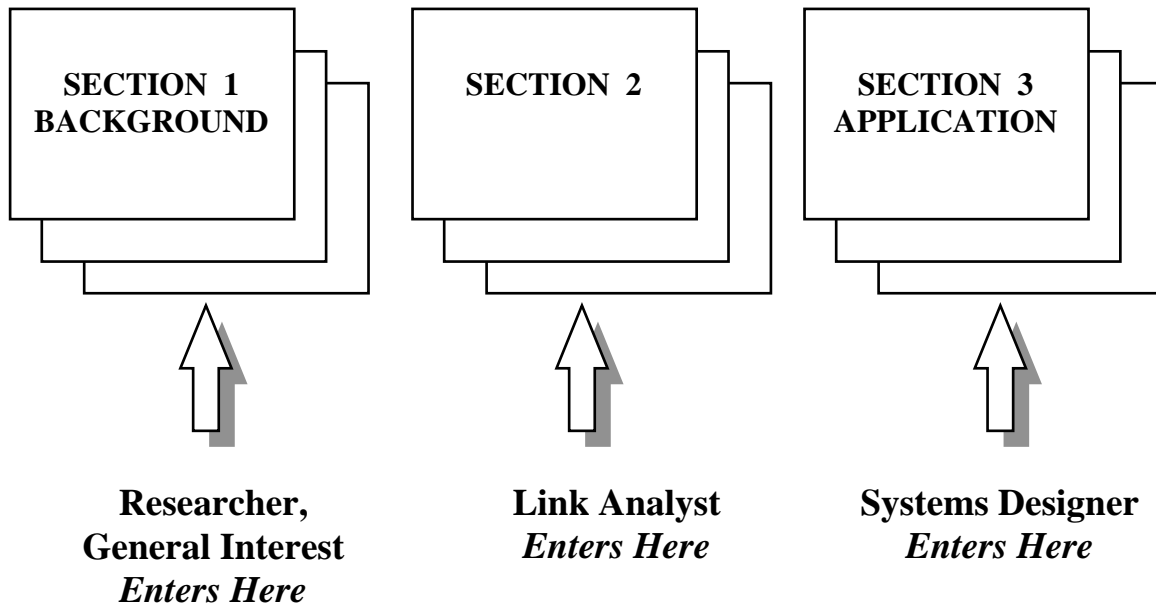 SECTION 1
BACKGROUND
SECTION 2
SECTION 3
APPLICATION
Researcher,
General Interest
Enters Here
Link Analyst
Enters Here
Systems Designer
Enters Here